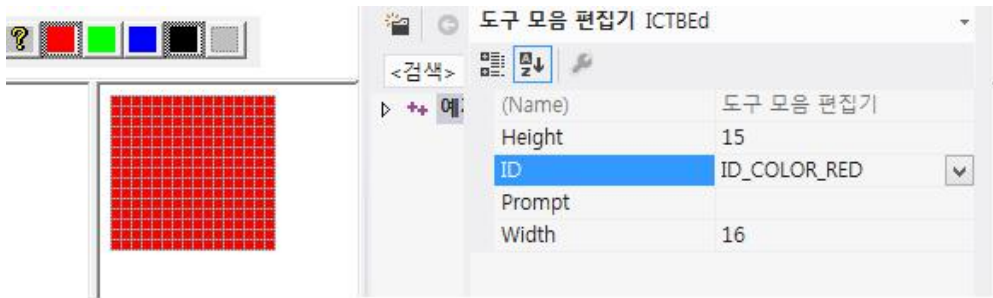 ?
도구 모음 편집기 ICTBEd
<검색>
(Name) 도구 모음 편집기
Height 15
ID ID_COLOR_RED
Prompt
Width 16